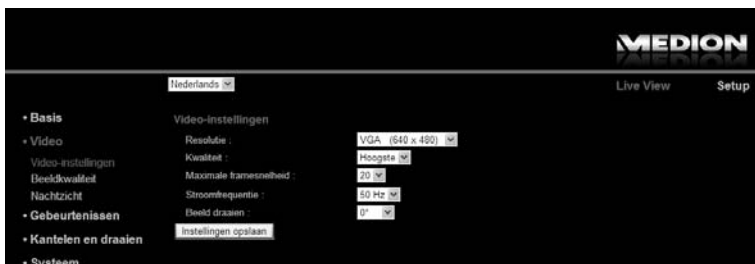 MEDION
Nederlands
Live View Setup
• Basis
• Video
Video-instellingen
Beeldkwaliteit
Nachtzicht
• Gebeurtenissen
• Kantelen en draaien
• Systeem
Video-instellingen
Resolutie : VGA (640 x 480)
Kwaliteit : Hoogste
Maximale framesnelheid : 20
Stroomfrequentie : 50 Hz
Beeld draaien : 0°
Instellingen opslaan